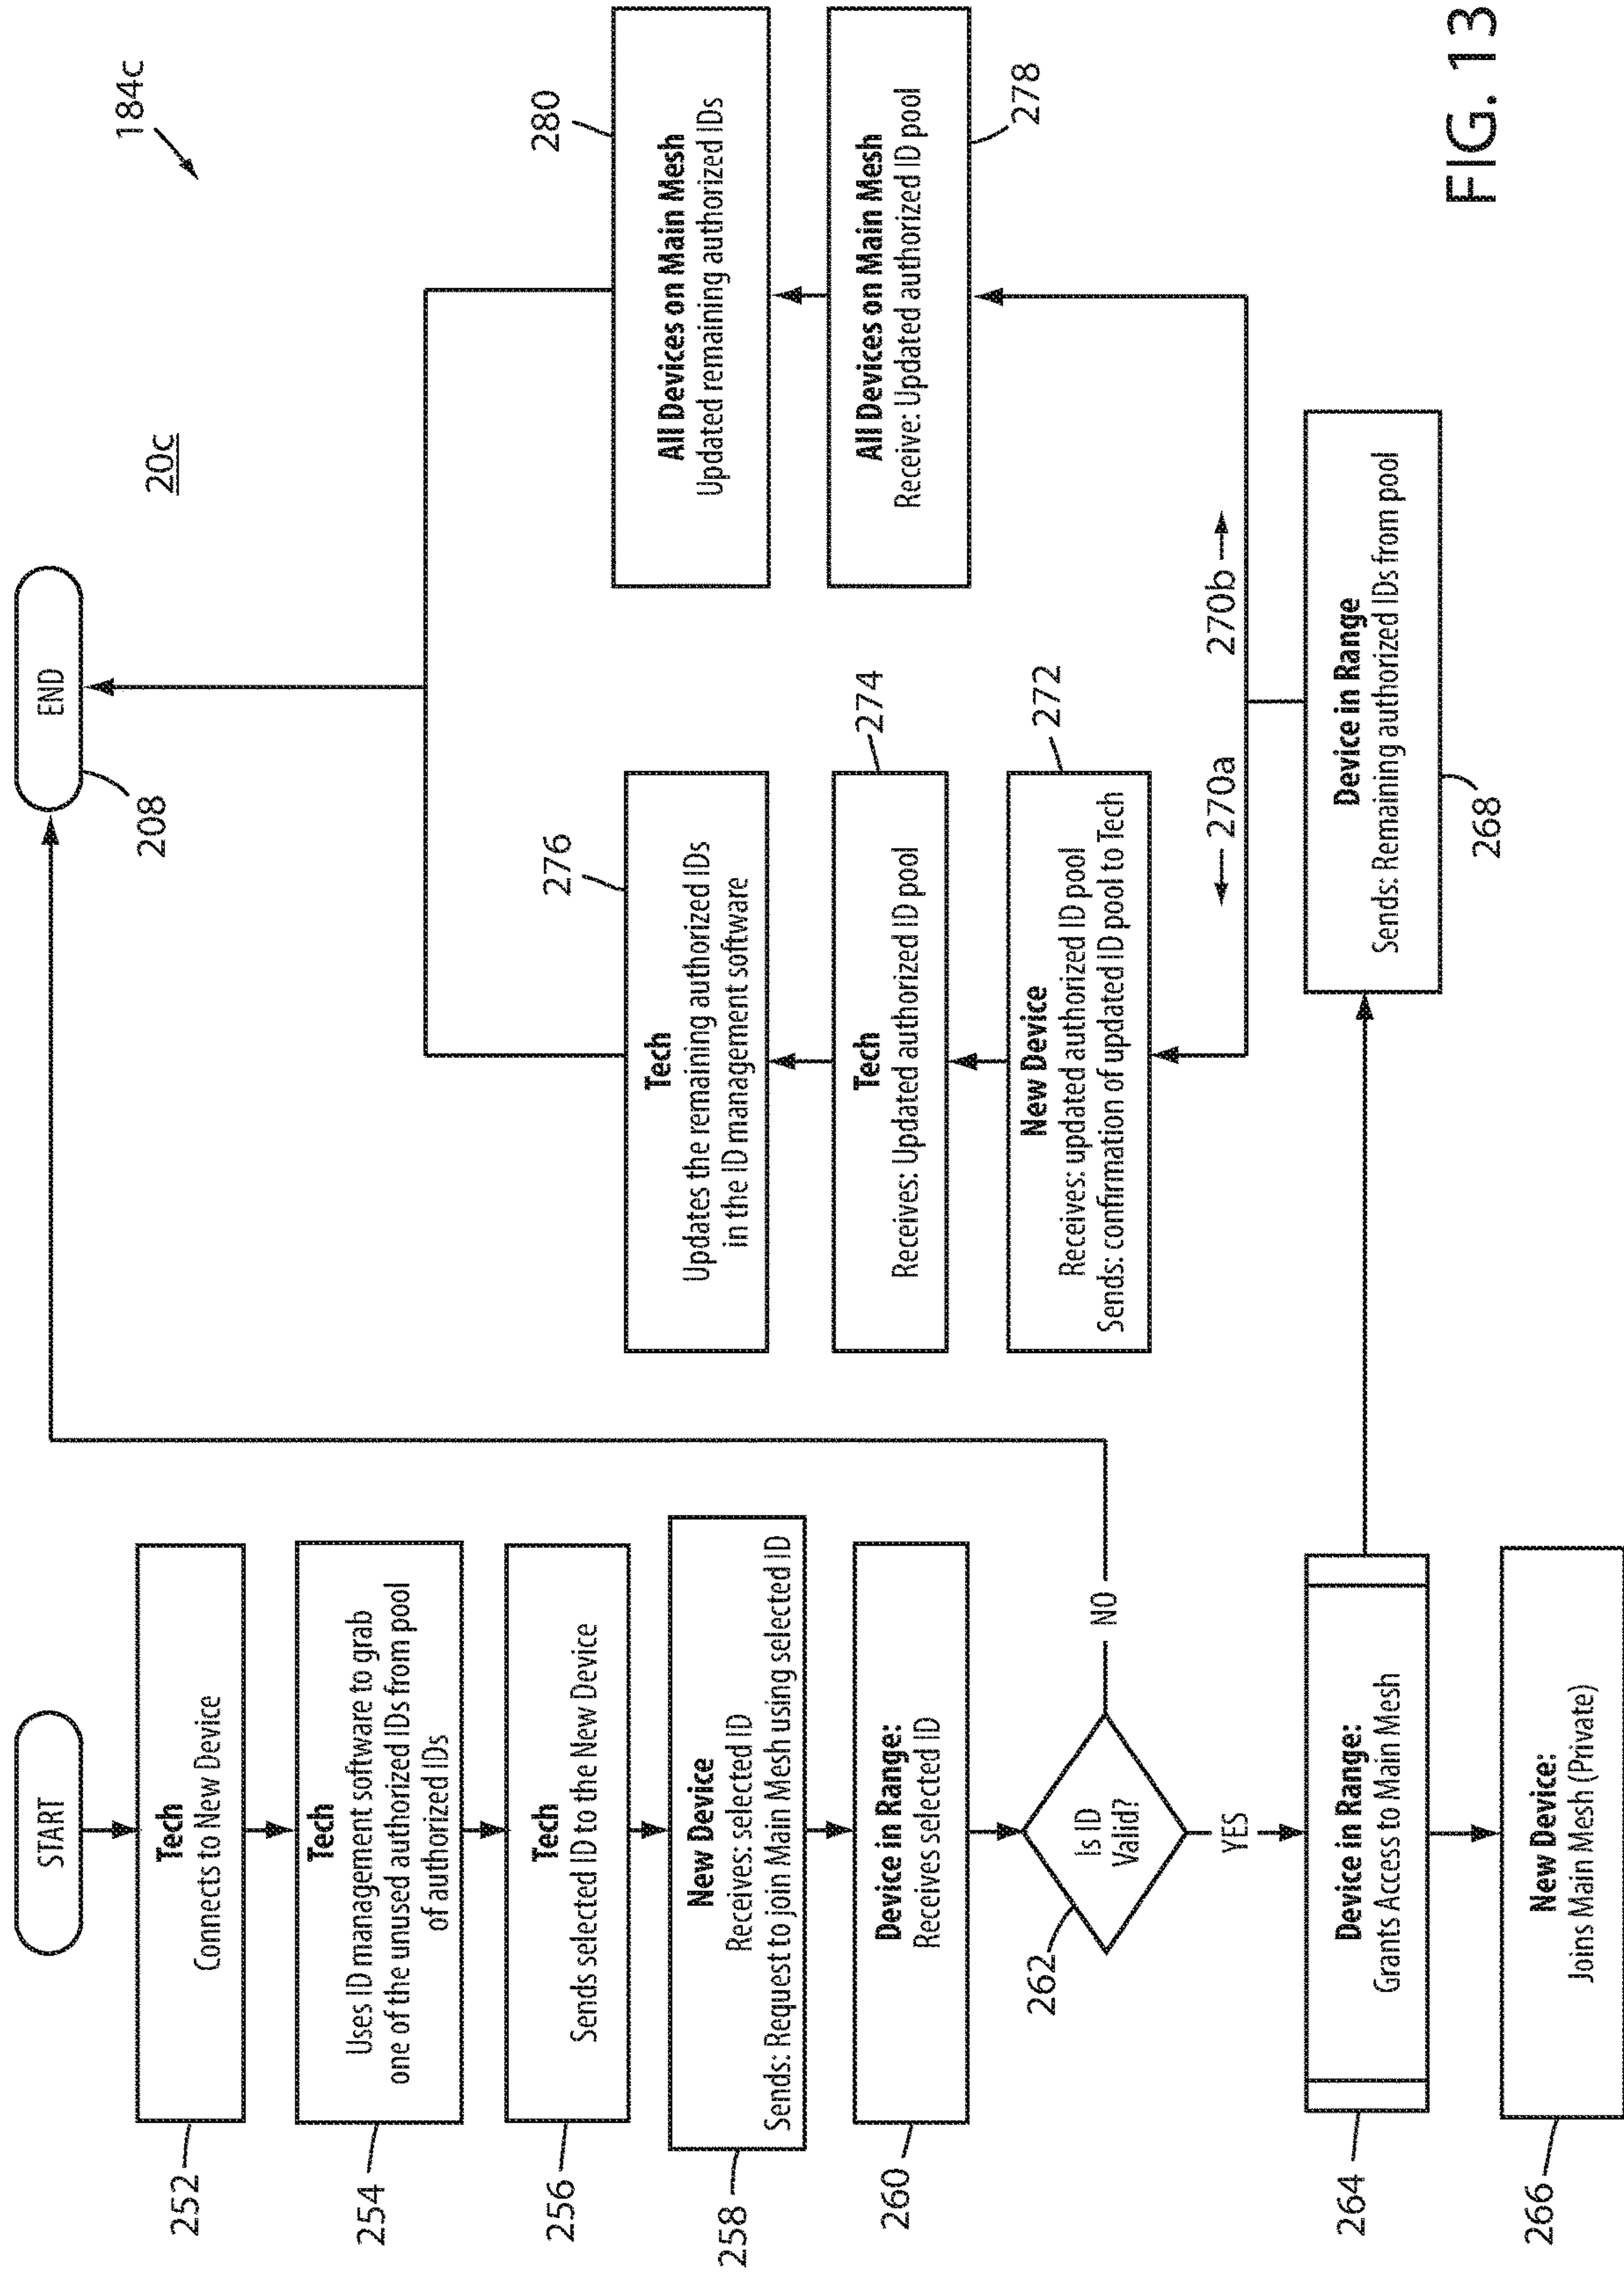 START
Tech
Connects to New Device
252
Tech
Uses ID management software to grab
one of the unused authorized IDs from pool
of authorized IDs
254
Tech
Sends selected ID to the New Device
256
New Device
Receives: selected ID
Sends: Request to join Main Mesh using selected ID
258
Device in Range:
Receives selected ID
260
Is ID
Valid?
262
NO
YES
Device in Range:
Grants Access to Main Mesh
264
New Device:
Joins Main Mesh (Private)
266
END
208
20c
184c
Tech
Updates the remaining authorized IDs
in the ID management software
276
Tech
Receives: Updated authorized ID pool
274
New Device
Receives: updated authorized ID pool
Sends: confirmation of updated ID pool to Tech
272
All Devices on Main Mesh
Updated remaining authorized IDs
280
All Devices on Main Mesh
Receive: Updated authorized ID pool
278
270a
270b
Device in Range
Sends: Remaining authorized IDs from pool
268
FIG. 13